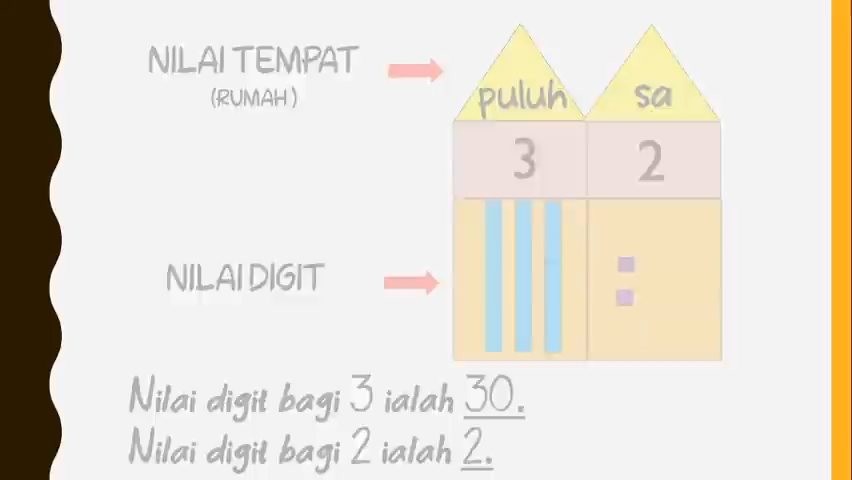 NILAI TEMPAT
(RUMAH)
puluh sa
3 2
NILAI DIGIT
Nilai digit bagi 3 ialah 30.
Nilai digit bagi 2 ialah 2.